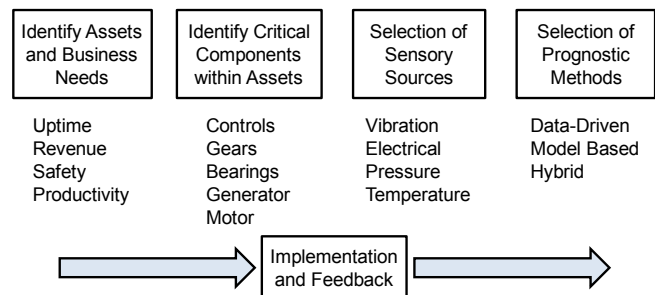 Identify Assets
and Business
Needs
Identify Critical
Components
within Assets
Selection of
Sensory
Sources
Selection of
Prognostic
Methods
Uptime
Revenue
Safety
Productivity
Controls
Gears
Bearings
Generator
Motor
Vibration
Electrical
Pressure
Temperature
Data-Driven
Model Based
Hybrid
Implementation
and Feedback